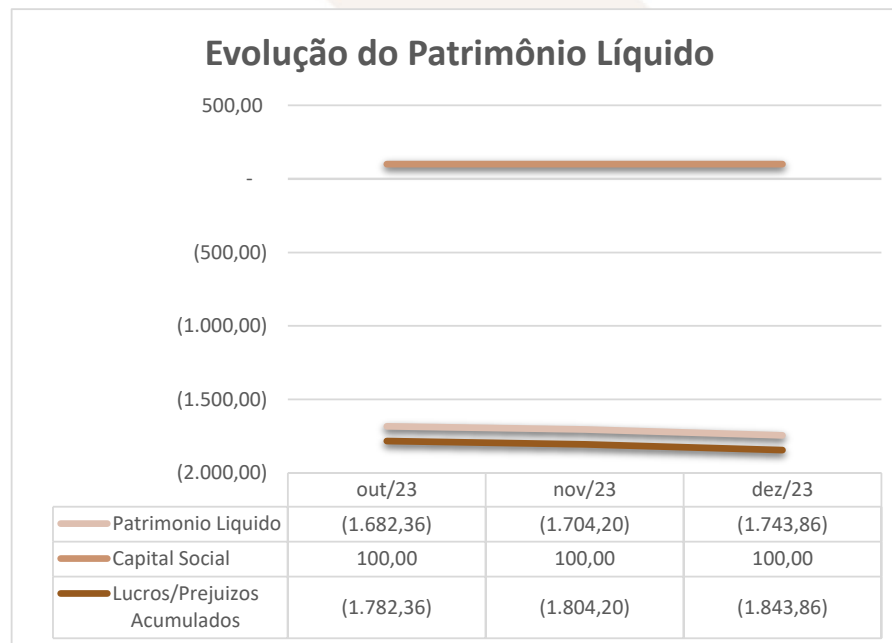 Evolução do Patrimônio Líquido
500,00
-
(500,00)
(1.000,00)
(1.500,00)
(2.000,00)
out/23 nov/23 dez/23
Patrimonio Liquido (1.682,36) (1.704,20) (1.743,86)
Capital Social 100,00 100,00 100,00
Lucros/Prejuizos
Acumulados (1.782,36) (1.804,20) (1.843,86)